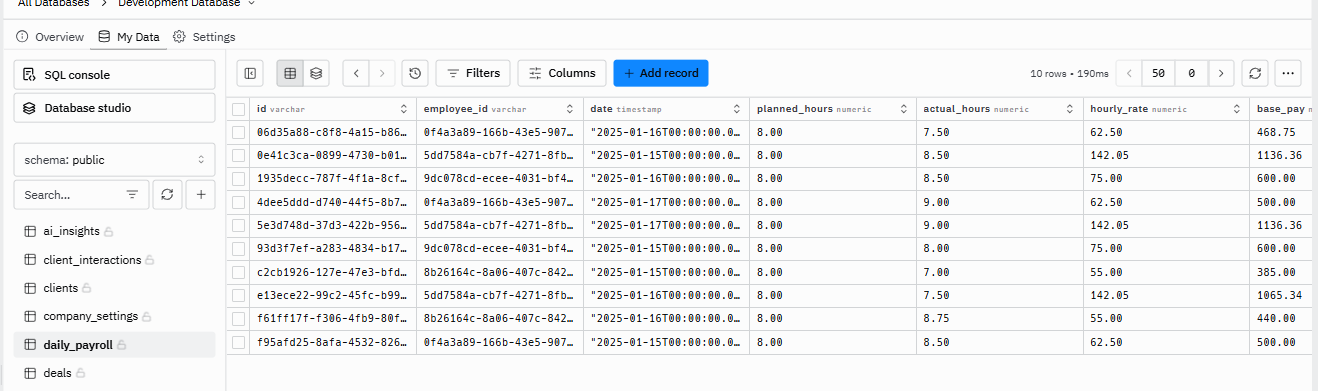 All Databases > Development Database
Overview My Data Settings
SQL console
Database studio
schema: public
Search...
ai_insights
client_interactions
clients
company_settings
daily_payroll
deals
Filters Columns + Add record 10 rows • 190ms 50 0
id varchar employee_id varchar date timestamp planned_hours numeric actual_hours numeric hourly_rate numeric base_pay n
06d35a88-c8f8-4a15-b86… 0f4a3a89-166b-43e5-907… "2025-01-16T00:00:00.0… 8.00 7.50 62.50 468.75
0e41c3ca-0899-4730-b01… 5dd7584a-cb7f-4271-8fb… "2025-01-15T00:00:00.0… 8.00 8.50 142.05 1136.36
1935decc-787f-4f1a-8cf… 9dc078cd-ecee-4031-bf4… "2025-01-16T00:00:00.0… 8.00 8.50 75.00 600.00
4dee5ddd-d740-44f5-8b7… 0f4a3a89-166b-43e5-907… "2025-01-17T00:00:00.0… 8.00 9.00 62.50 500.00
5e3d748d-37d3-422b-956… 5dd7584a-cb7f-4271-8fb… "2025-01-17T00:00:00.0… 8.00 9.00 142.05 1136.36
93d3f7ef-a283-4834-b17… 9dc078cd-ecee-4031-bf4… "2025-01-15T00:00:00.0… 8.00 8.00 75.00 600.00
c2cb1926-127e-47e3-bfd… 8b26164c-8a06-407c-842… "2025-01-15T00:00:00.0… 8.00 7.00 55.00 385.00
e13ece22-99c2-45fc-b99… 5dd7584a-cb7f-4271-8fb… "2025-01-16T00:00:00.0… 8.00 7.50 142.05 1065.34
f61ff17f-f306-4fb9-80f… 8b26164c-8a06-407c-842… "2025-01-16T00:00:00.0… 8.00 8.75 55.00 440.00
f95afd25-8afa-4532-826… 0f4a3a89-166b-43e5-907… "2025-01-15T00:00:00.0… 8.00 8.50 62.50 500.00